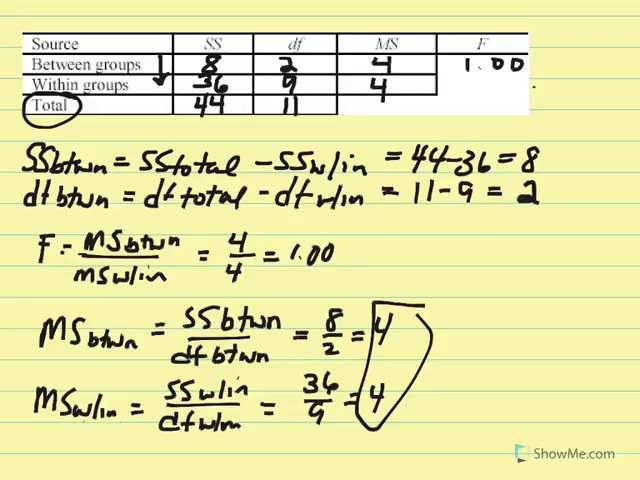 Source SS df MS F
Between groups 8 2 4 1.00
Within groups 36 9 4
Total 44 11
SSbtwn = SStotal - SSw/in = 44-36 = 8
dfbtwn = dftotal - dfw/in = 11-9 = 2
F = MSbtwn / MSw/in = 4/4 = 1.00
MSbtwn = SSbtwn / dfbtwn = 8/2 = 4
MSw/in = SSw/in / dfw/in = 36/9 = 4
ShowMe.com